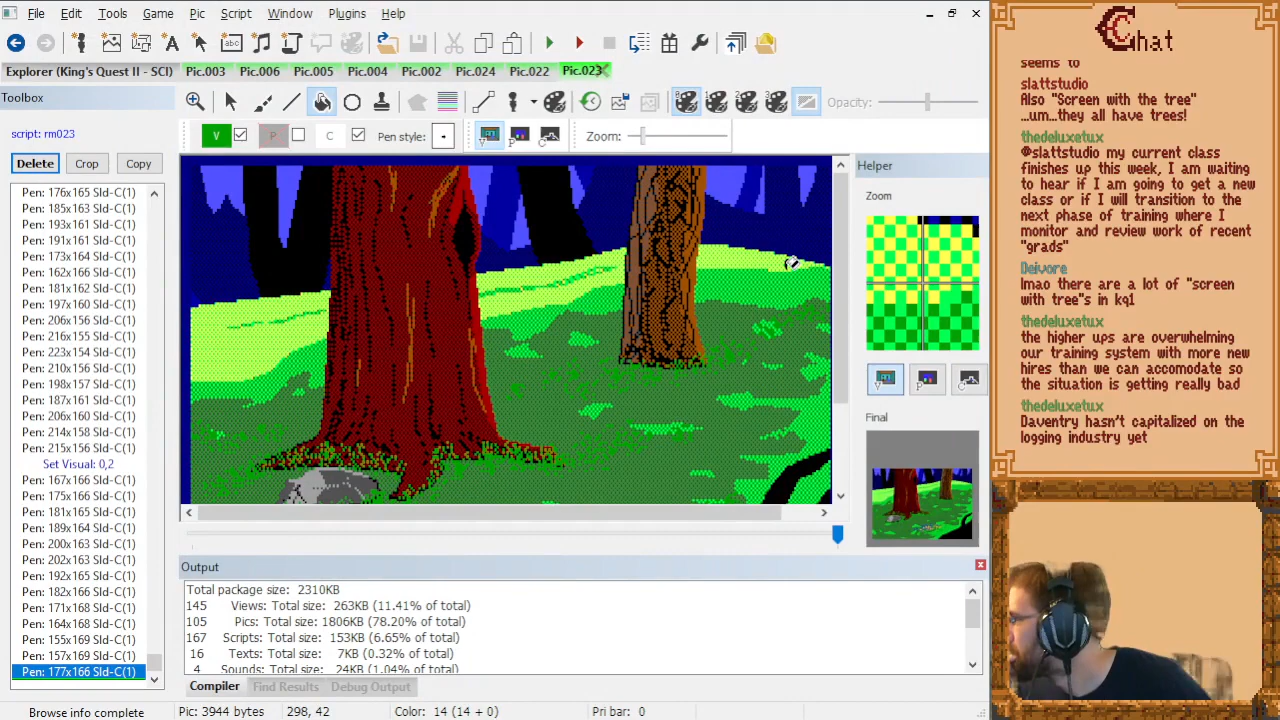 File Edit Tools Game Pic Script Window Plugins Help
Explorer (King's Quest II - SCI) Pic.003 Pic.006 Pic.005 Pic.004 Pic.002 Pic.024 Pic.022 Pic.023
Toolbox
Opacity:
script: rm023
V P C Pen style: Zoom:
Delete Crop Copy
Pen: 176x165 Sld-C(1)
Pen: 185x163 Sld-C(1)
Pen: 193x161 Sld-C(1)
Pen: 191x161 Sld-C(1)
Pen: 173x164 Sld-C(1)
Pen: 162x162 Sld-C(1)
Pen: 181x162 Sld-C(1)
Pen: 197x160 Sld-C(1)
Pen: 206x156 Sld-C(1)
Pen: 216x156 Sld-C(1)
Pen: 223x154 Sld-C(1)
Pen: 210x156 Sld-C(1)
Pen: 198x157 Sld-C(1)
Pen: 187x161 Sld-C(1)
Pen: 206x160 Sld-C(1)
Pen: 214x158 Sld-C(1)
Pen: 215x156 Sld-C(1)
Set Visual: 0,2
Pen: 167x166 Sld-C(1)
Pen: 175x166 Sld-C(1)
Pen: 181x165 Sld-C(1)
Pen: 189x164 Sld-C(1)
Pen: 200x163 Sld-C(1)
Pen: 202x163 Sld-C(1)
Pen: 192x165 Sld-C(1)
Pen: 182x166 Sld-C(1)
Pen: 171x168 Sld-C(1)
Pen: 164x168 Sld-C(1)
Pen: 155x169 Sld-C(1)
Pen: 157x169 Sld-C(1)
Pen: 177x166 Sld-C(1)
Helper
Zoom
V P C
Final
Output
Total package size: 2310KB
145 Views: Total size: 263KB (11.41% of total)
105 Pics: Total size: 1806KB (78.20% of total)
167 Scripts: Total size: 153KB (6.65% of total)
16 Texts: Total size: 7KB (0.32% of total)
4 Sounds: Total size: 24KB (1.04% of total)
Compiler Find Results Debug Output
Browse info complete Pic: 3944 bytes 298, 42 Color: 14 (14 + 0) Pri bar: 0
Chat
seems to
slattstudio
Also "Screen with the tree"
...um...they all have trees!
thedeluxetux
@slattstudio my current class
finishes up this week, I am waiting
to hear if I am going to get a new
class or if I will transition to the
next phase of training where I
monitor and review work of recent
"grads"
Deivore
lmao there are a lot of "screen
with tree"s in kq1
thedeluxetux
the higher ups are overwhelming
our training system with more new
hires than we can accomodate so
the situation is getting really bad
thedeluxetux
Daventry hasn't capitalized on the
logging industry yet